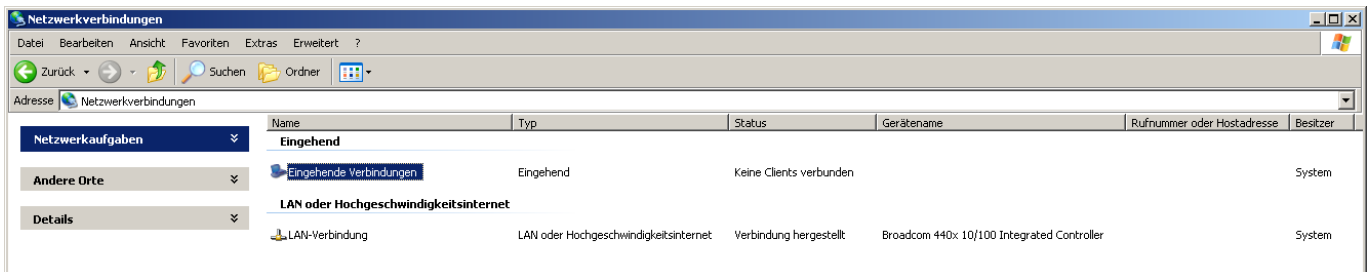 Netzwerkverbindungen
Datei Bearbeiten Ansicht Favoriten Extras Erweitert ?
Zurück Suchen Ordner
Adresse Netzwerkverbindungen
Name Typ Status Gerätename Rufnummer oder Hostadresse Besitzer
Netzwerkaufgaben
Eingehend
Eingehende Verbindungen Eingehend Keine Clients verbunden System
Andere Orte
LAN oder Hochgeschwindigkeitsinternet
Details
LAN-Verbindung LAN oder Hochgeschwindigkeitsinternet Verbindung hergestellt Broadcom 440x 10/100 Integrated Controller System